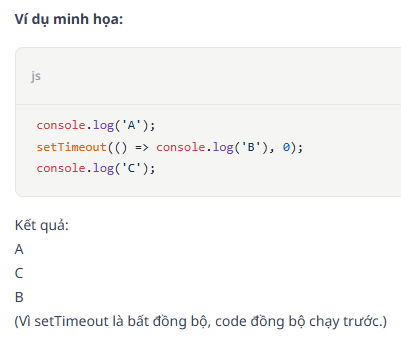 Ví dụ minh họa:
js
console.log('A');
setTimeout(() => console.log('B'), 0);
console.log('C');
Kết quả:
A
C
B
(Vì setTimeout là bất đồng bộ, code đồng bộ chạy trước.)